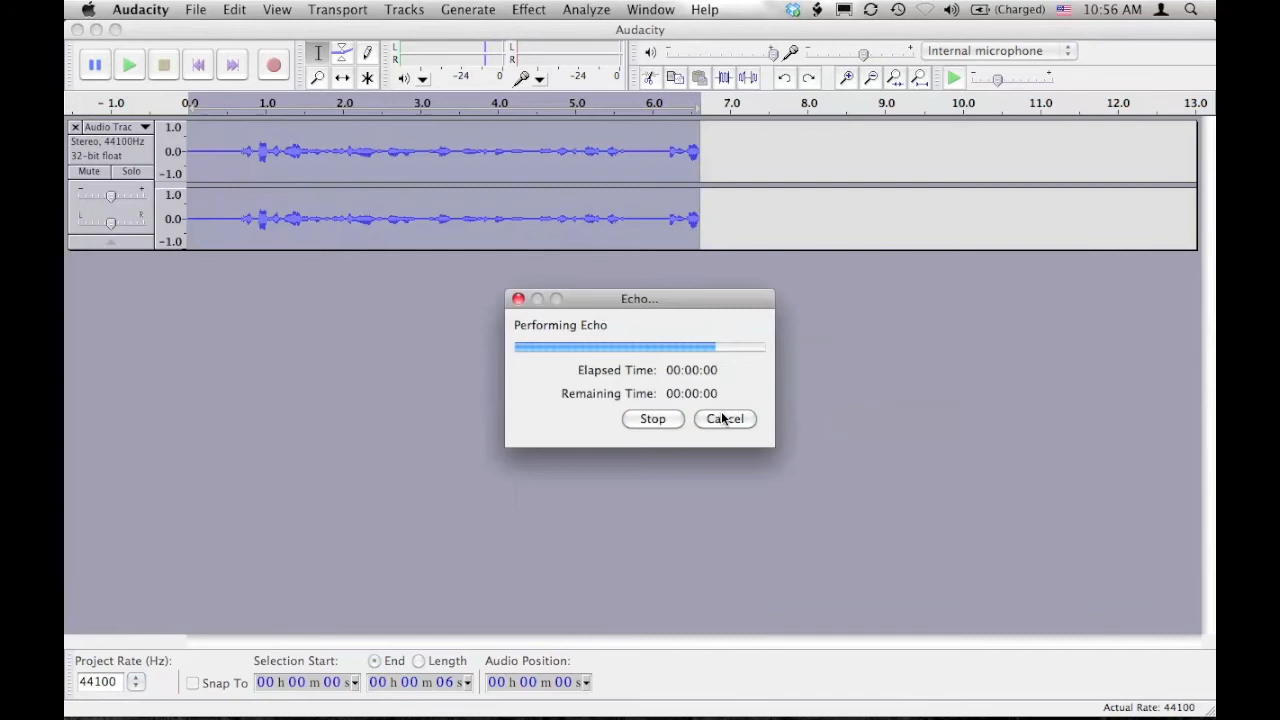 Audacity File Edit View Transport Tracks Generate Effect Analyze Window Help (Charged) 10:56 AM
Audacity
L R -24 0 L R -24 0 Internal microphone
- 1.0 0.0 1.0 2.0 3.0 4.0 5.0 6.0 7.0 8.0 9.0 10.0 11.0 12.0 13.0
Audio Trac 1.0
Stereo, 44100Hz
32-bit float 0.0
Mute Solo -1.0
- + 1.0
L R 0.0
-1.0
Echo...
Performing Echo
Elapsed Time: 00:00:00
Remaining Time: 00:00:00
Stop Cancel
Project Rate (Hz): Selection Start: End Length Audio Position:
44100 Snap To 00 h 00 m 00 s 00 h 00 m 06 s 00 h 00 m 00 s
Actual Rate: 44100